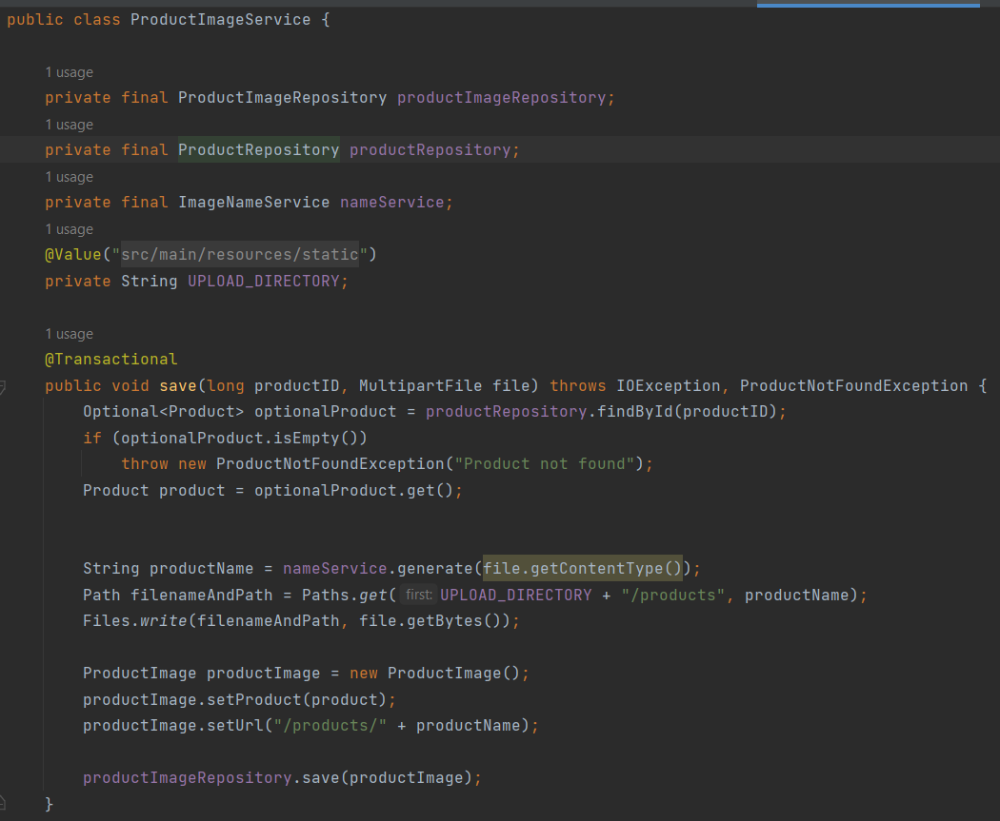 public class ProductImageService {
1 usage
private final ProductImageRepository productImageRepository;
1 usage
private final ProductRepository productRepository;
1 usage
private final ImageNameService nameService;
1 usage
@Value("src/main/resources/static")
private String UPLOAD_DIRECTORY;
1 usage
@Transactional
public void save(long productID, MultipartFile file) throws IOException, ProductNotFoundException {
Optional<Product> optionalProduct = productRepository.findById(productID);
if (optionalProduct.isEmpty())
throw new ProductNotFoundException("Product not found");
Product product = optionalProduct.get();
String productName = nameService.generate(file.getContentType());
Path filenameAndPath = Paths.get( first: UPLOAD_DIRECTORY + "/products", productName);
Files.write(filenameAndPath, file.getBytes());
ProductImage productImage = new ProductImage();
productImage.setProduct(product);
productImage.setUrl("/products/" + productName);
productImageRepository.save(productImage);
}